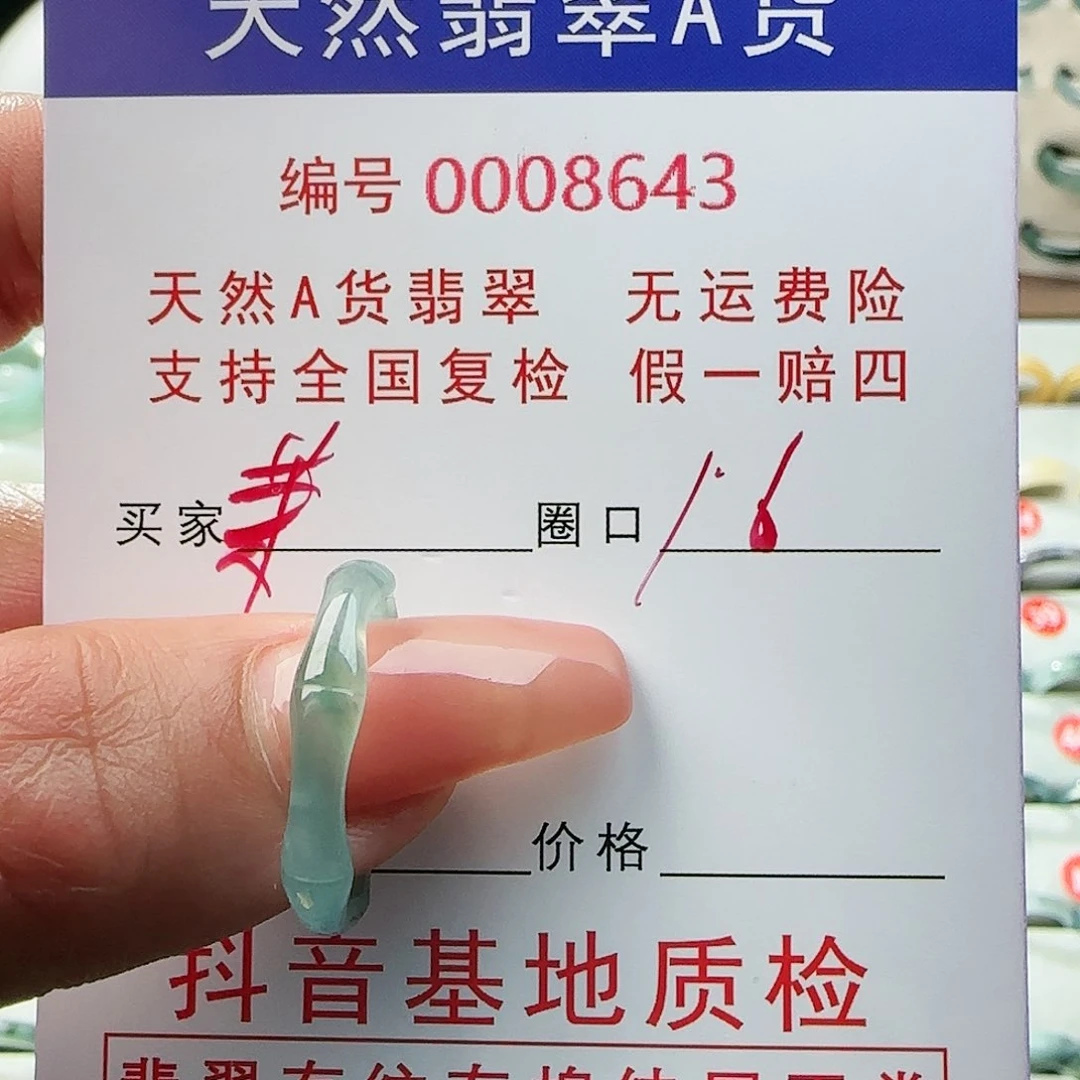 天然翡翠A货
编号 0008643
天然A货翡翠 无运费险
支持全国复检 假一赔四
买家 圈口 1.6
价格
抖音基地质检